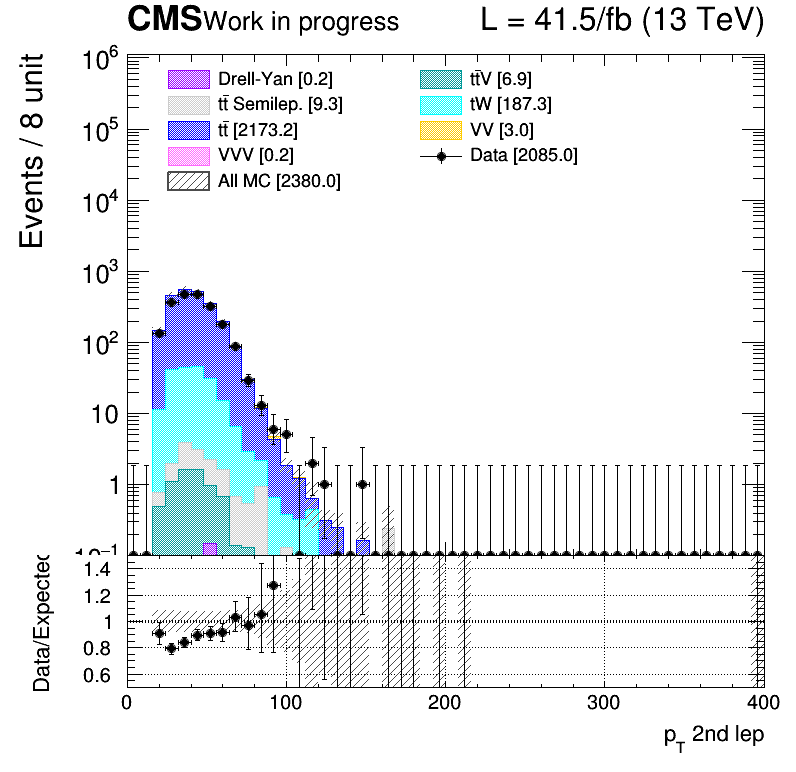 CMS Work in progress L = 41.5/fb (13 TeV)
Events / 8 unit
10⁶
10⁵
10⁴
10³
10²
10
1
10⁻¹
Drell-Yan [0.2]
tt̄ Semilep. [9.3]
tt̄ [2173.2]
VVV [0.2]
All MC [2380.0]
tt̄V [6.9]
tW [187.3]
VV [3.0]
Data [2085.0]
Data/Expected
1.4
1.2
1
0.8
0.6
0 100 200 300 400
p_T 2nd lep